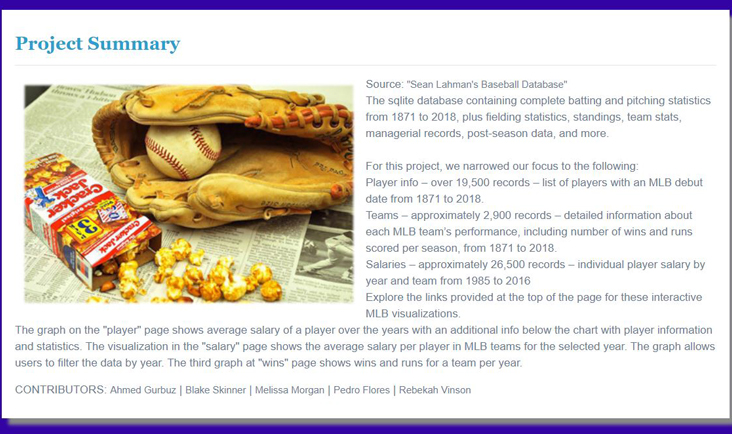 Project Summary
Source: "Sean Lahman's Baseball Database"
The sqlite database containing complete batting and pitching statistics
from 1871 to 2018, plus fielding statistics, standings, team stats,
managerial records, post-season data, and more.
For this project, we narrowed our focus to the following:
Player info – over 19,500 records – list of players with an MLB debut
date from 1871 to 2018.
Teams – approximately 2,900 records – detailed information about
each MLB team's performance, including number of wins and runs
scored per season, from 1871 to 2018.
Salaries – approximately 26,500 records – individual player salary by
year and team from 1985 to 2016
Explore the links provided at the top of the page for these interactive
MLB visualizations.
The graph on the "player" page shows average salary of a player over the years with an additional info below the chart with player information
and statistics. The visualization in the "salary" page shows the average salary per player in MLB teams for the selected year. The graph allows
users to filter the data by year. The third graph at "wins" page shows wins and runs for a team per year.
CONTRIBUTORS: Ahmed Gurbuz | Blake Skinner | Melissa Morgan | Pedro Flores | Rebekah Vinson
Cracker
Jack